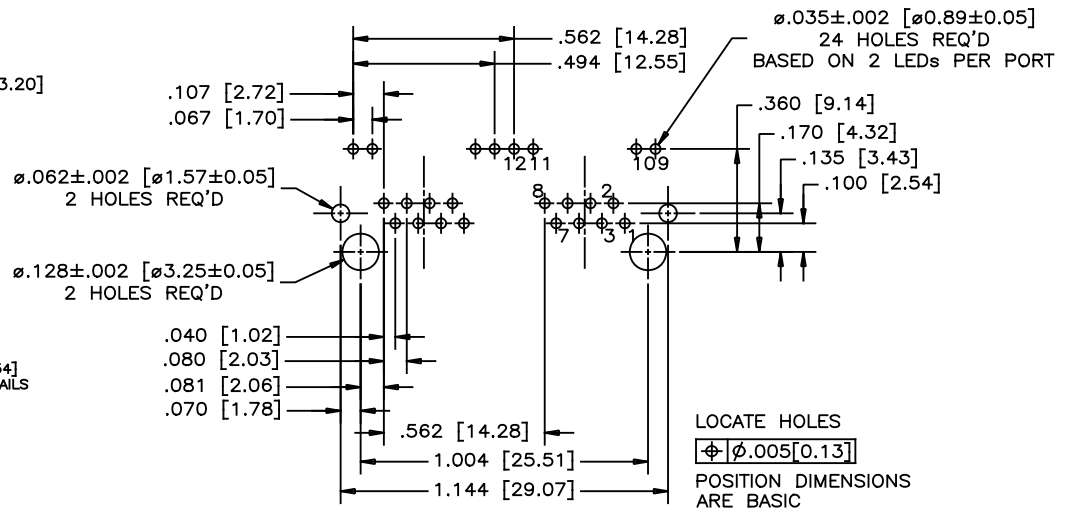 ø.035±.002 [ø0.89±0.05]
24 HOLES REQ'D
BASED ON 2 LEDs PER PORT
.562 [14.28]
.494 [12.55]
3.20]
.107 [2.72]
.067 [1.70]
.360 [9.14]
.170 [4.32]
.135 [3.43]
.100 [2.54]
1211
109
ø.062±.002 [ø1.57±0.05]
2 HOLES REQ'D
8
2
7
3
1
ø.128±.002 [ø3.25±0.05]
2 HOLES REQ'D
.040 [1.02]
.080 [2.03]
.081 [2.06]
.070 [1.78]
.562 [14.28]
1.004 [25.51]
1.144 [29.07]
LOCATE HOLES
⌖ Ø.005[0.13]
POSITION DIMENSIONS
ARE BASIC